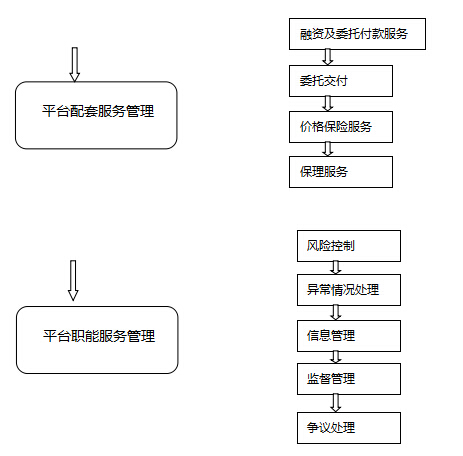 融资及委托付款服务
委托交付
平台配套服务管理
价格保险服务
保理服务
风险控制
异常情况处理
平台职能服务管理
信息管理
监督管理
争议处理